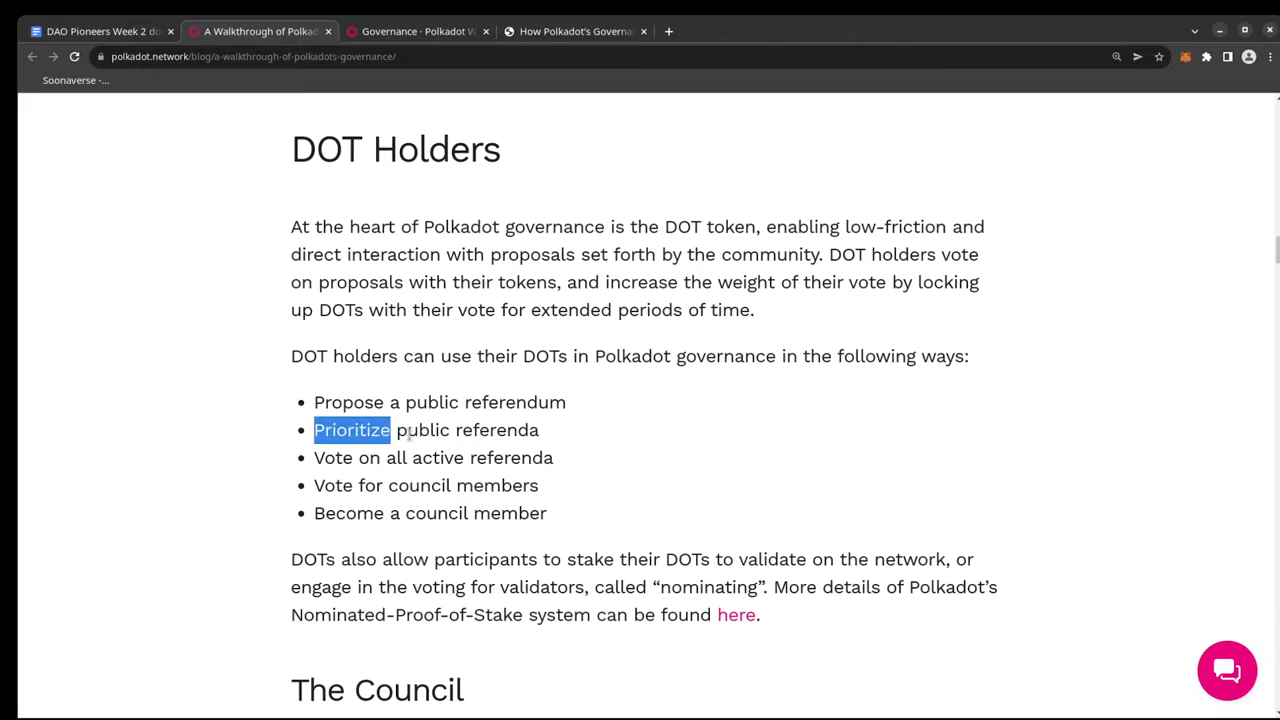 DAO Pioneers Week 2 do
A Walkthrough of Polkad
Governance · Polkadot W
How Polkadot's Governa
polkadot.network/blog/a-walkthrough-of-polkadots-governance/
Soonaverse -...
DOT Holders
At the heart of Polkadot governance is the DOT token, enabling low-friction and
direct interaction with proposals set forth by the community. DOT holders vote
on proposals with their tokens, and increase the weight of their vote by locking
up DOTs with their vote for extended periods of time.
DOT holders can use their DOTs in Polkadot governance in the following ways:
• Propose a public referendum
• Prioritize public referenda
• Vote on all active referenda
• Vote for council members
• Become a council member
DOTs also allow participants to stake their DOTs to validate on the network, or
engage in the voting for validators, called “nominating”. More details of Polkadot’s
Nominated-Proof-of-Stake system can be found here.
The Council